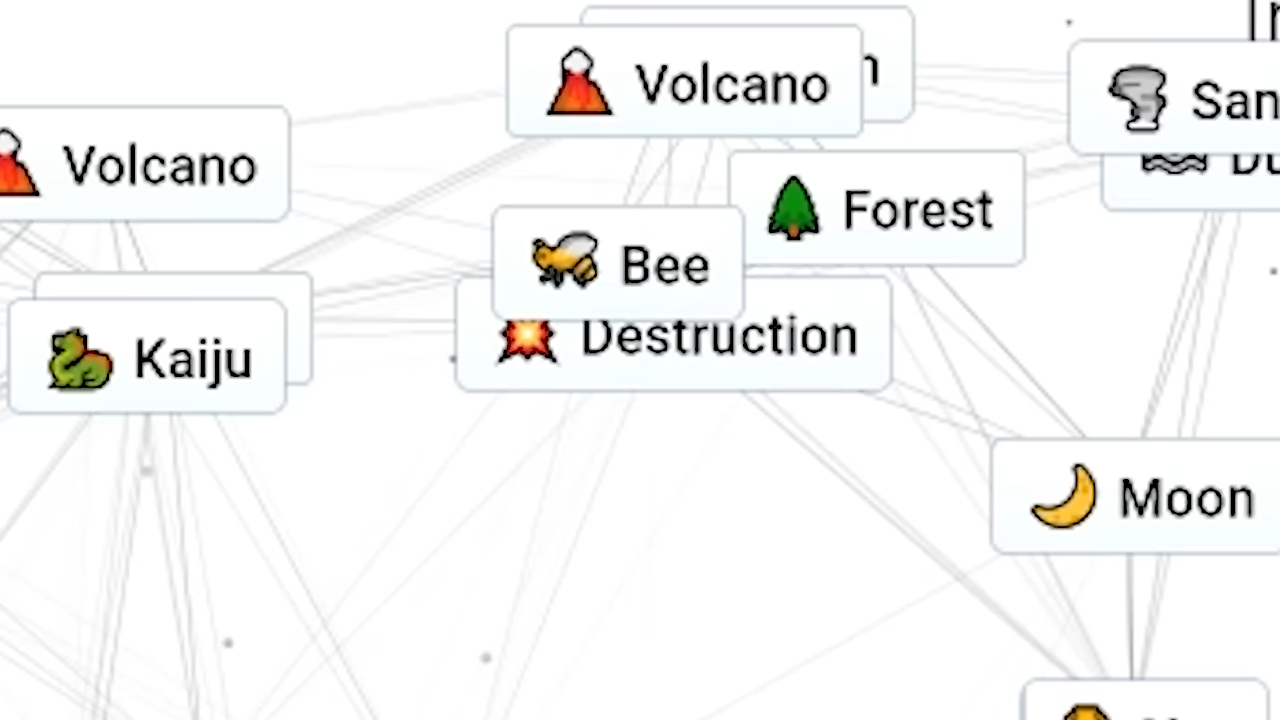 Volcano
Volcano
Forest
Bee
Destruction
Kaiju
Moon